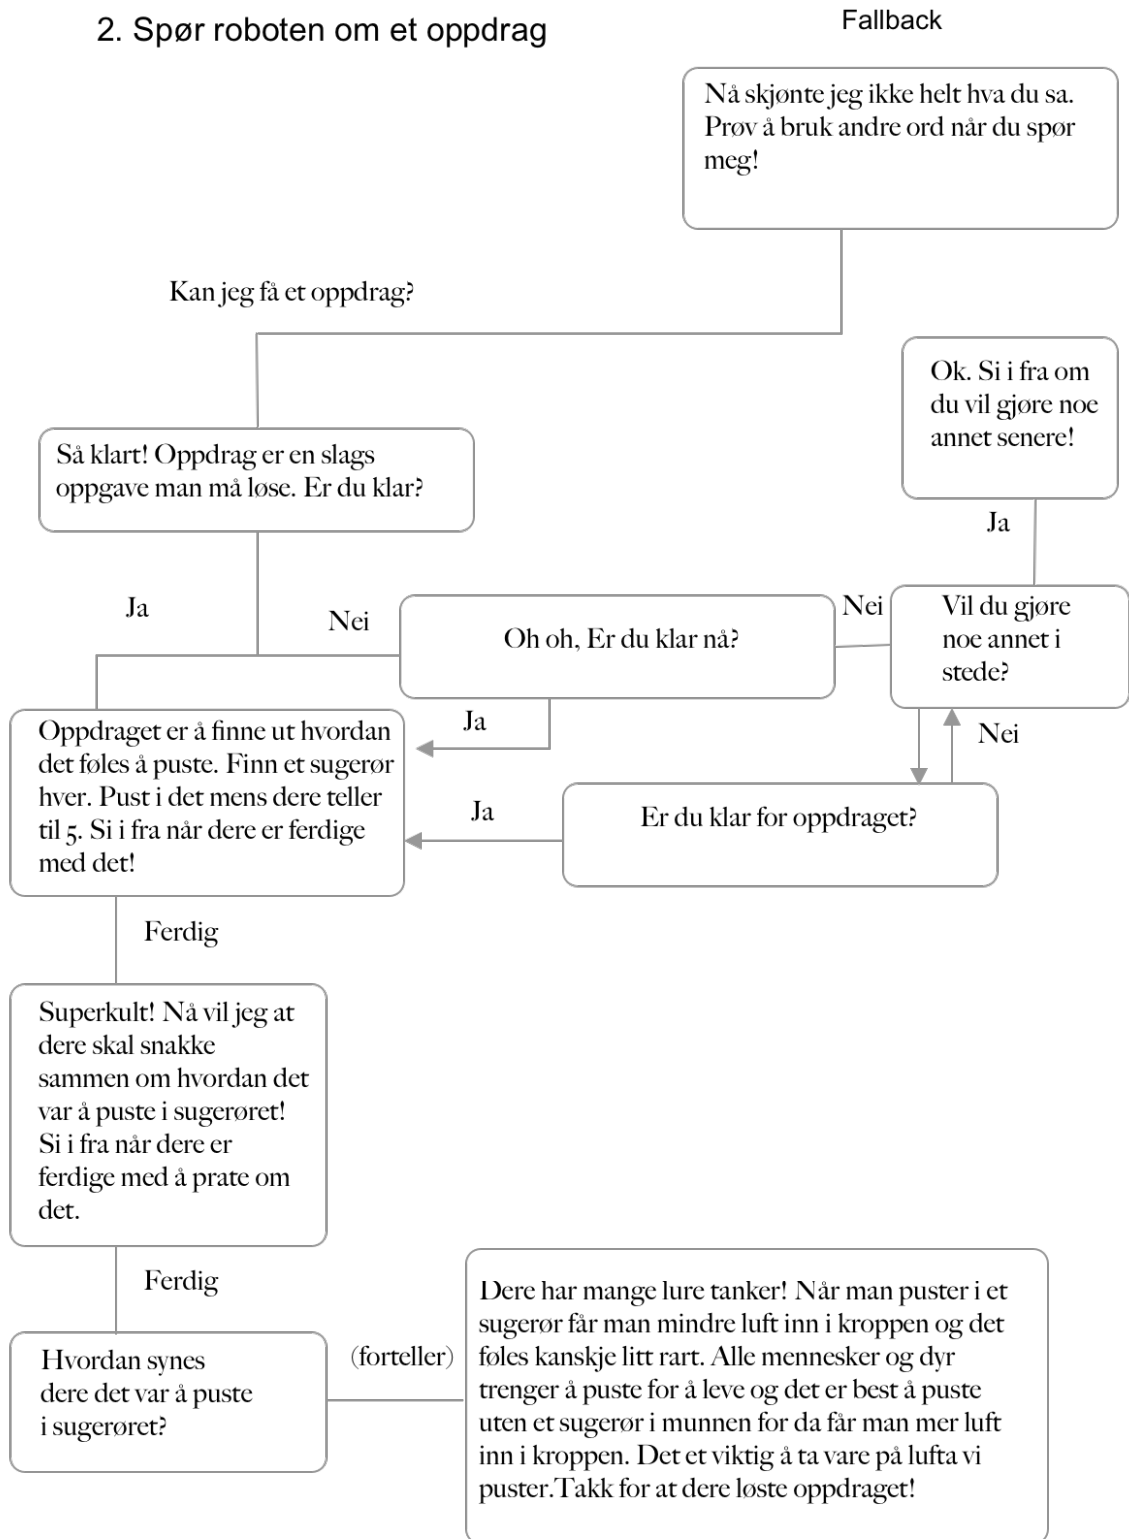 2. Spør roboten om et oppdrag
Fallback
Nå skjønte jeg ikke helt hva du sa.
Prøv å bruk andre ord når du spør
meg!
Kan jeg få et oppdrag?
Ok. Si i fra om
du vil gjøre noe
annet senere!
Så klart! Oppdrag er en slags
oppgave man må løse. Er du klar?
Ja
Ja
Nei
Oh oh, Er du klar nå?
Nei
Vil du gjøre
noe annet i
stede?
Ja
Nei
Oppdraget er å finne ut hvordan
det føles å puste. Finn et sugerør
hver. Pust i det mens dere teller
til 5. Si i fra når dere er ferdige
med det!
Ja
Er du klar for oppdraget?
Ferdig
Superkult! Nå vil jeg at
dere skal snakke
sammen om hvordan det
var å puste i sugerøret!
Si i fra når dere er
ferdige med å prate om
det.
Ferdig
Hvordan synes
dere det var å puste
i sugerøret?
(forteller)
Dere har mange lure tanker! Når man puster i et
sugerør får man mindre luft inn i kroppen og det
føles kanskje litt rart. Alle mennesker og dyr
trenger å puste for å leve og det er best å puste
uten et sugerør i munnen for da får man mer luft
inn i kroppen. Det et viktig å ta vare på lufta vi
puster.Takk for at dere løste oppdraget!